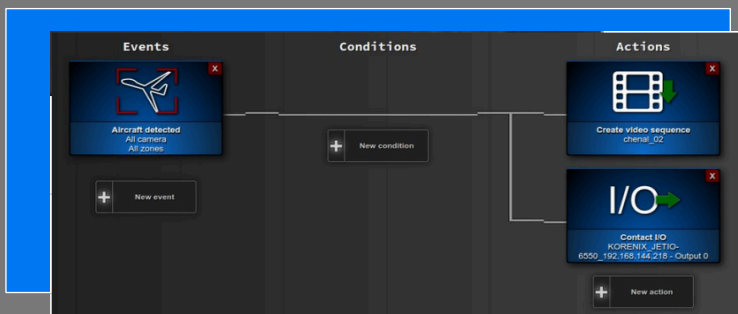 Events
Conditions
Actions
X
Aircraft detected
All camera
All zones
New event
New condition
X
Create video sequence
chenal_02
X
I/O
Contact I/O
KORENIX_JETIO-
6550_192.168.144.218 - Output 0
New action